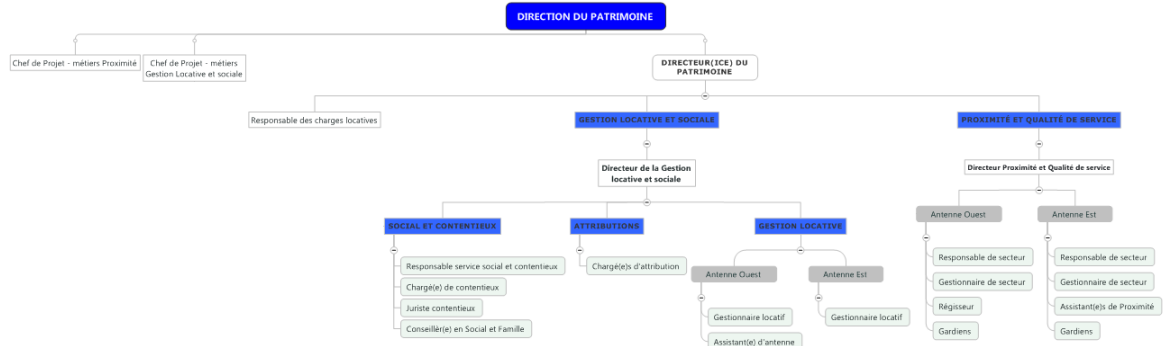 DIRECTION DU PATRIMOINE
Chef de Projet - métiers Proximité
Chef de Projet - métiers
Gestion Locative et sociale
DIRECTEUR(ICE) DU
PATRIMOINE
Responsable des charges locatives
GESTION LOCATIVE ET SOCIALE
PROXIMITÉ ET QUALITÉ DE SERVICE
Directeur de la Gestion
locative et sociale
Directeur Proximité et Qualité de service
SOCIAL ET CONTENTIEUX
Responsable service social et contentieux
Chargé(e) de contentieux
Juriste contentieux
Conseillér(e) en Social et Famille
ATTRIBUTIONS
Chargé(e)s d'attribution
GESTION LOCATIVE
Antenne Ouest
Gestionnaire locatif
Assistant(e) d'antenne
Antenne Est
Gestionnaire locatif
Antenne Ouest
Responsable de secteur
Gestionnaire de secteur
Régisseur
Gardiens
Antenne Est
Responsable de secteur
Gestionnaire de secteur
Assistant(e)s de Proximité
Gardiens